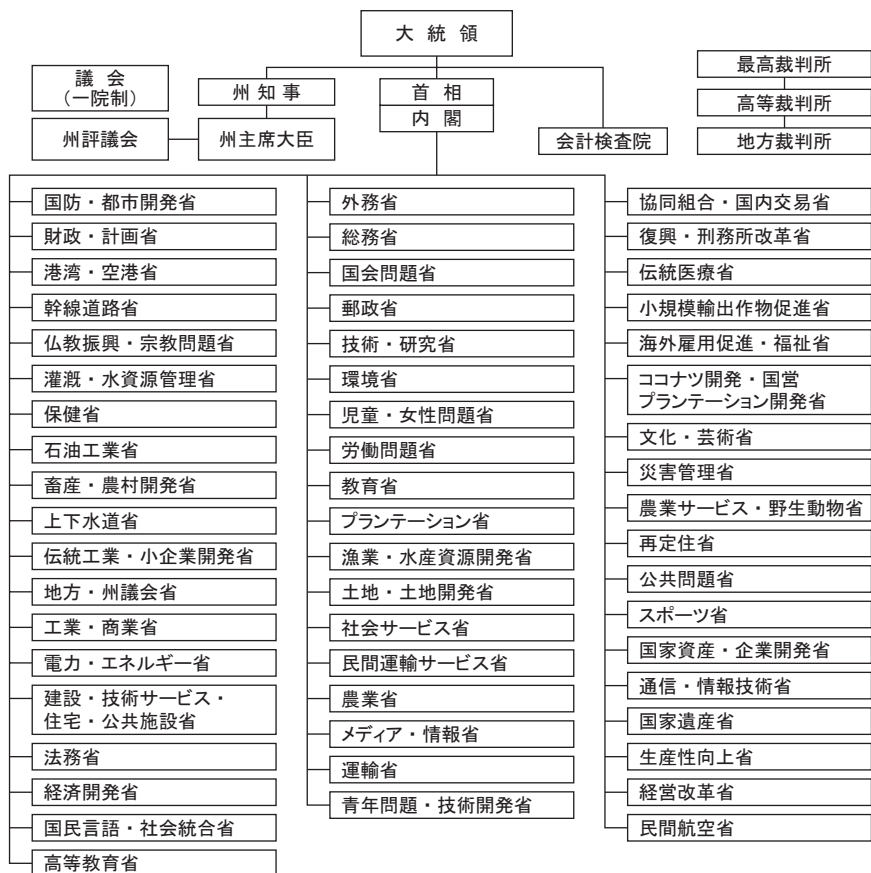 大統領
議会
(一院制)
州知事
首相
内閣
最高裁判所
高等裁判所
地方裁判所
州評議会
州主席大臣
会計検査院
国防・都市開発省
財政・計画省
港湾・空港省
幹線道路省
仏教振興・宗教問題省
灌漑・水資源管理省
保健省
石油工業省
畜産・農村開発省
上下水道省
伝統工業・小企業開発省
地方・州議会省
工業・商業省
電力・エネルギー省
建設・技術サービス・
住宅・公共施設省
法務省
経済開発省
国民言語・社会統合省
高等教育省
外務省
総務省
国会問題省
郵政省
技術・研究省
環境省
児童・女性問題省
労働問題省
教育省
プランテーション省
漁業・水産資源開発省
土地・土地開発省
社会サービス省
民間運輸サービス省
農業省
メディア・情報省
運輸省
青年問題・技術開発省
協同組合・国内交易省
復興・刑務所改革省
伝統医療省
小規模輸出作物促進省
海外雇用促進・福祉省
ココナツ開発・国営
プランテーション開発省
文化・芸術省
災害管理省
農業サービス・野生動物省
再定住省
公共問題省
スポーツ省
国家資産・企業開発省
通信・情報技術省
国家遺産省
生産性向上省
経営改革省
民間航空省